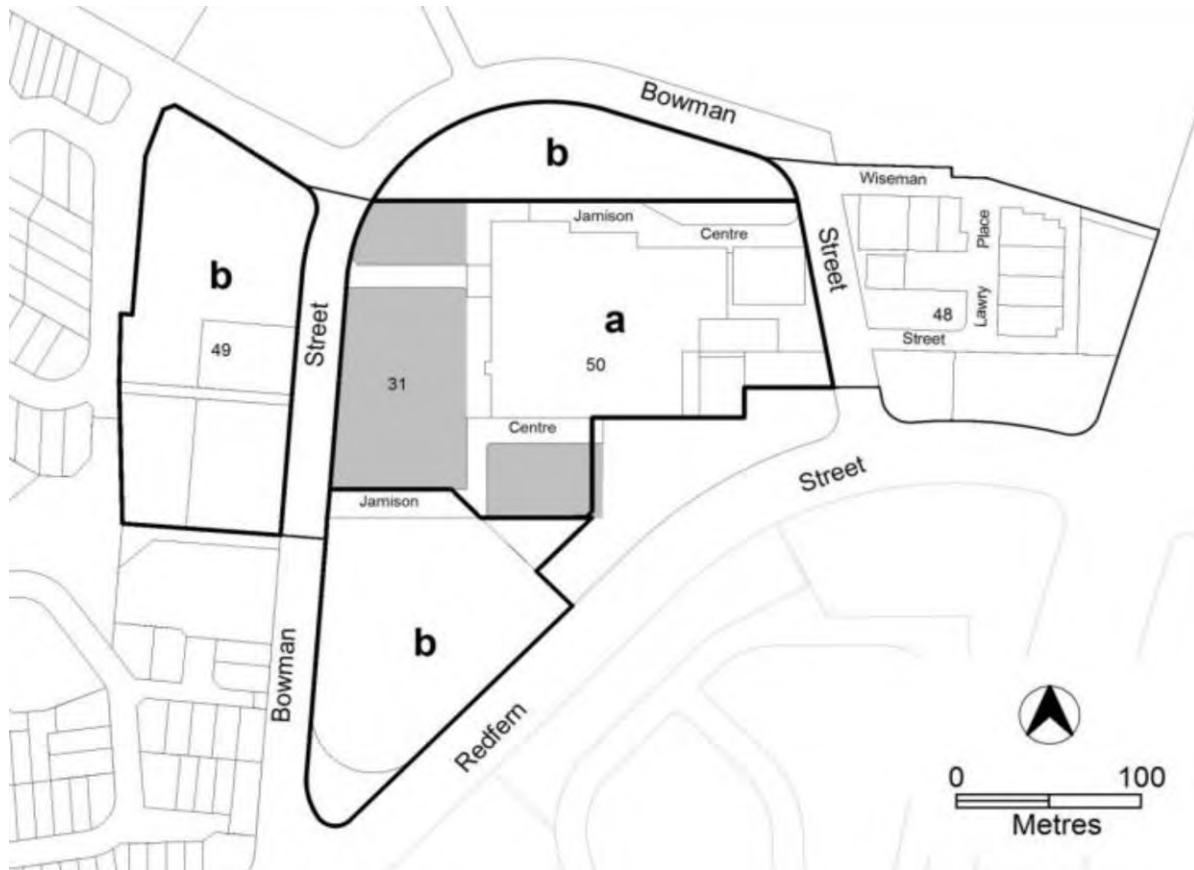 Bowman
b
Wiseman
Jamison
Centre
Place
b
Street
Street
a
Lawry
48
Street
49
50
31
Centre
Street
Jamison
b
Bowman
Redfern
0 100
Metres